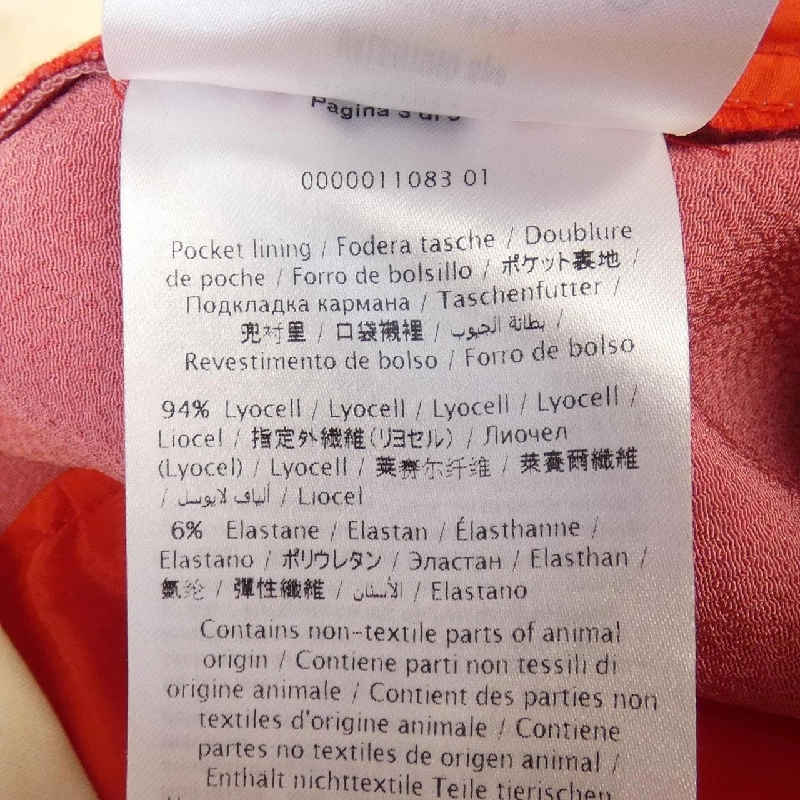 Pagina 3 di 5
0000011083 01
Pocket lining / Fodera tasche / Doublure
de poche / Forro de bolsillo / ポケット裏地 /
Подкладка кармана / Taschenfutter /
兜衬里 / 口袋襯裡 / بطانة الجيوب /
Revestimento de bolso / Forro de bolso
94% Lyocell / Lyocell / Lyocell / Lyocell /
Liocel / 指定外繊維(リヨセル) / Лиочел
(Lyocel) / Lyocell / 莱赛尔纤维 / 萊賽爾纖維
/ ألياف لايوسل / Liocel
6% Elastane / Elastan / Élasthanne /
Elastano / ポリウレタン / Эластан / Elasthan /
氨纶 / 彈性纖維 / الأستان / Elastano
Contains non-textile parts of animal
origin / Contiene parti non tessili di
origine animale / Contient des parties non
textiles d'origine animale / Contiene
partes no textiles de origen animal /
Enthält nichttextile Teile tierischen